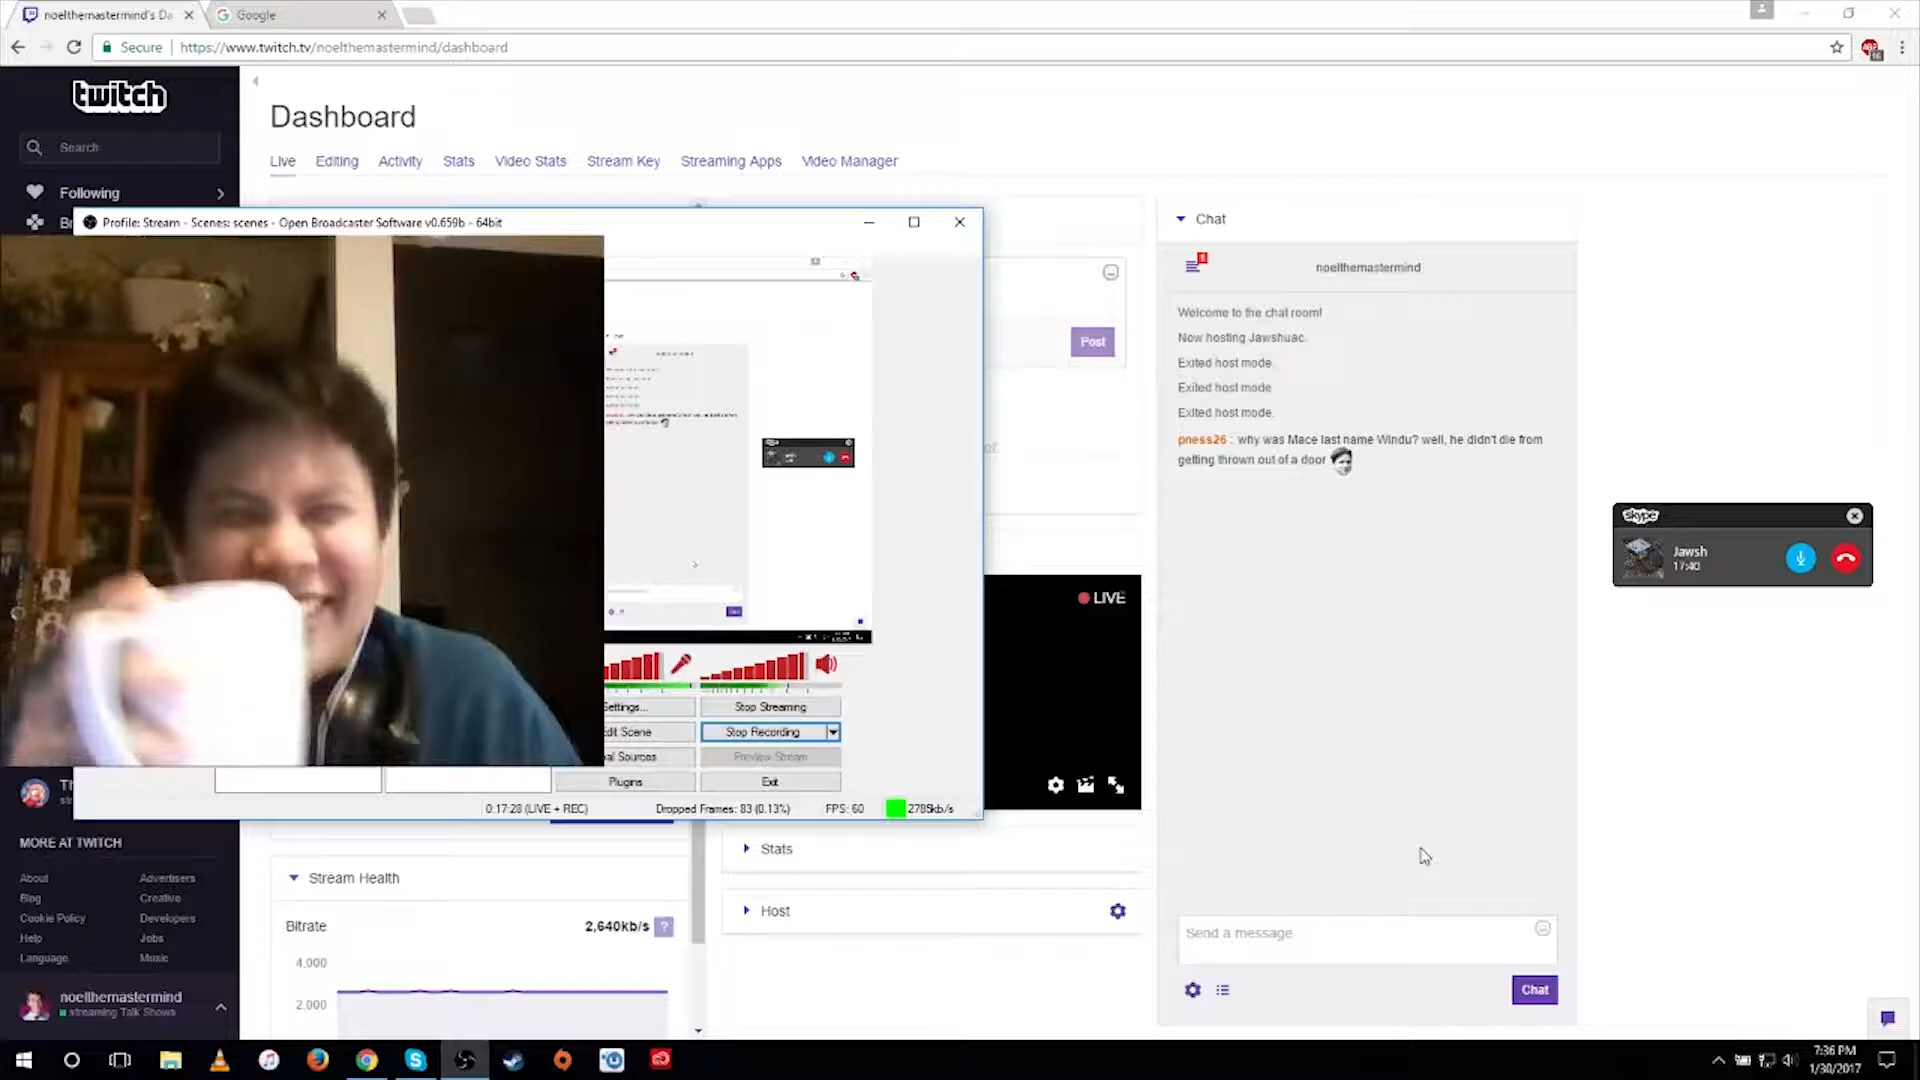 noelthemastermind's Da
Google
Secure
https://www.twitch.tv/noelthemastermind/dashboard
twitch
Search
Following
Dashboard
Live Editing Activity Stats Video Stats Stream Key Streaming Apps Video Manager
Profile: Stream - Scenes: scenes - Open Broadcaster Software v0.659b - 64bit
Post
LIVE
Settings...
Stop Streaming
Edit Scene
Stop Recording
Preview Stream
Plugins
Exit
0:17:28 (LIVE + REC)
Dropped Frames: 83 (0.13%)
FPS: 60
2785kb/s
MORE AT TWITCH
About
Advertisers
Blog
Creative
Cookie Policy
Developers
Help
Jobs
Language
Music
noelthemastermind
streaming Talk Shows
Stream Health
Bitrate
2,640kb/s
?
4,000
2,000
Stats
Host
Chat
noelthemastermind
Welcome to the chat room!
Now hosting Jawshuac.
Exited host mode.
Exited host mode
Exited host mode.
pness26 : why was Mace last name Windu? well, he didn't die from
getting thrown out of a door
Send a message
Chat
skype
Jawsh
17:40
7:36 PM
1/30/2017